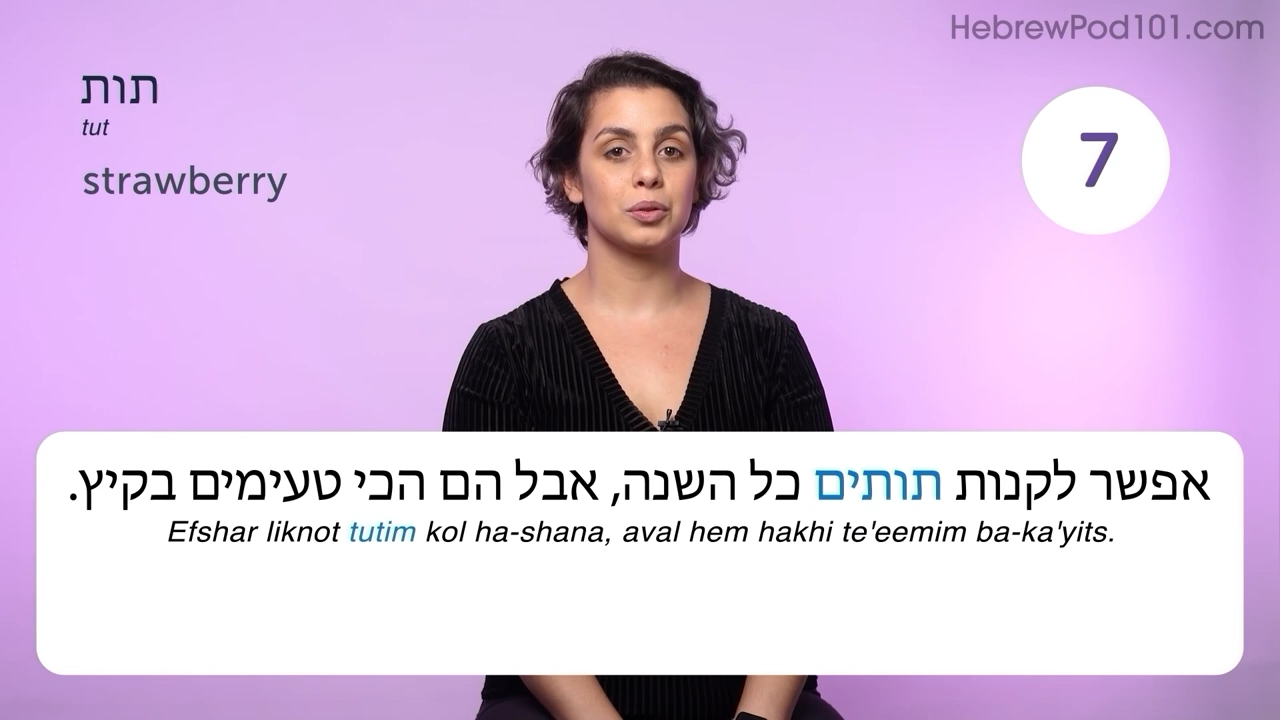 HebrewPod101.com
תות
tut
strawberry
7
אפשר לקנות תותים כל השנה, אבל הם הכי טעימים בקיץ.
Efshar liknot tutim kol ha-shana, aval hem hakhi te'eemim ba-ka'yits.